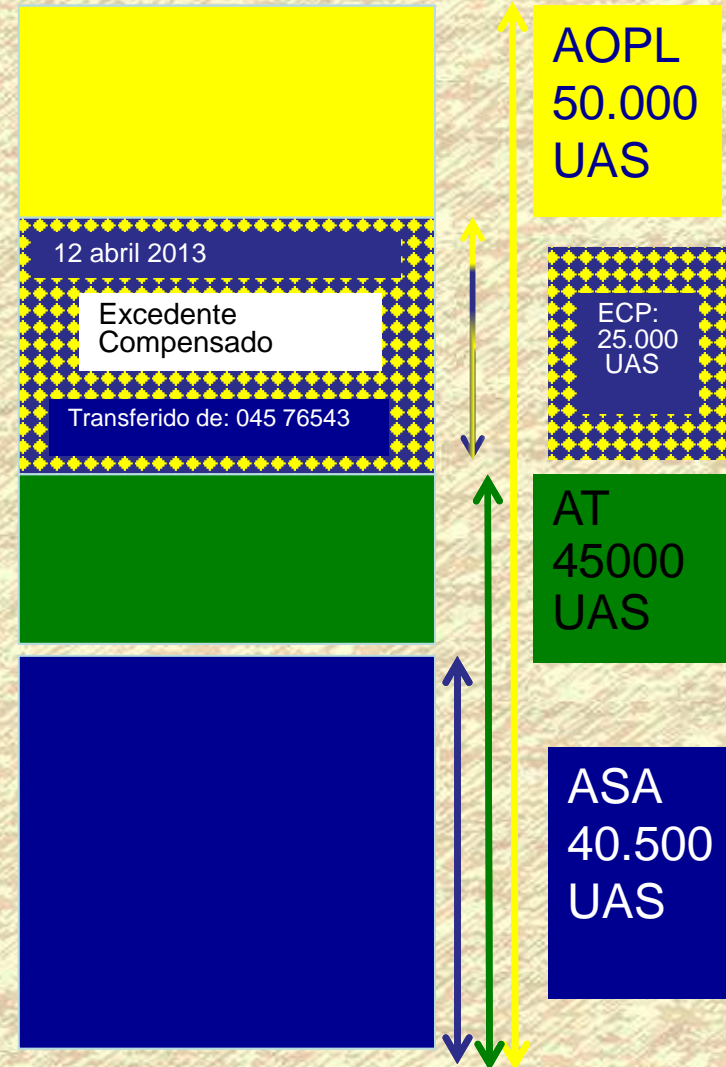 AOPL
50.000
UAS
12 abril 2013
Excedente
Compensado
Transferido de: 045 76543
ECP:
25.000
UAS
AT
45000
UAS
ASA
40.500
UAS